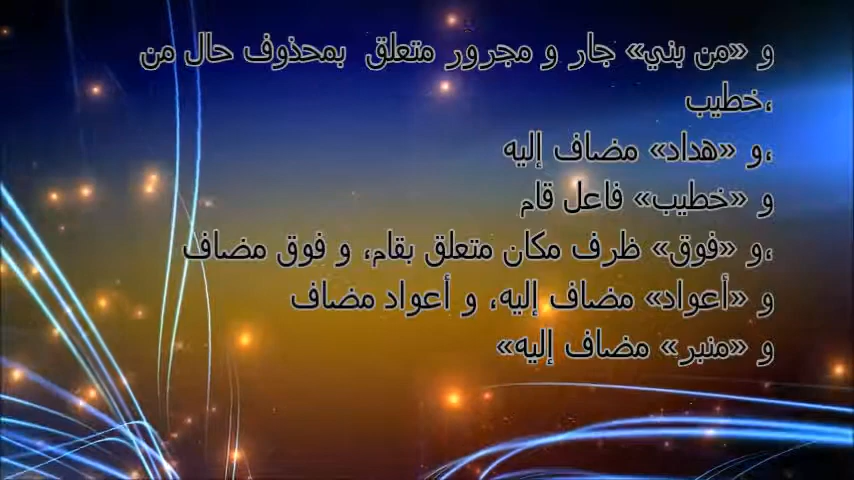 و «من بني» جار و مجرور متعلق بمحذوف حال من
،خطيب
،و «هداد» مضاف إليه
و «خطيب» فاعل قام
،و «فوق» ظرف مكان متعلق بقام، و فوق مضاف
و «أعواد» مضاف إليه، و أعواد مضاف
و «منبر» مضاف إليه»